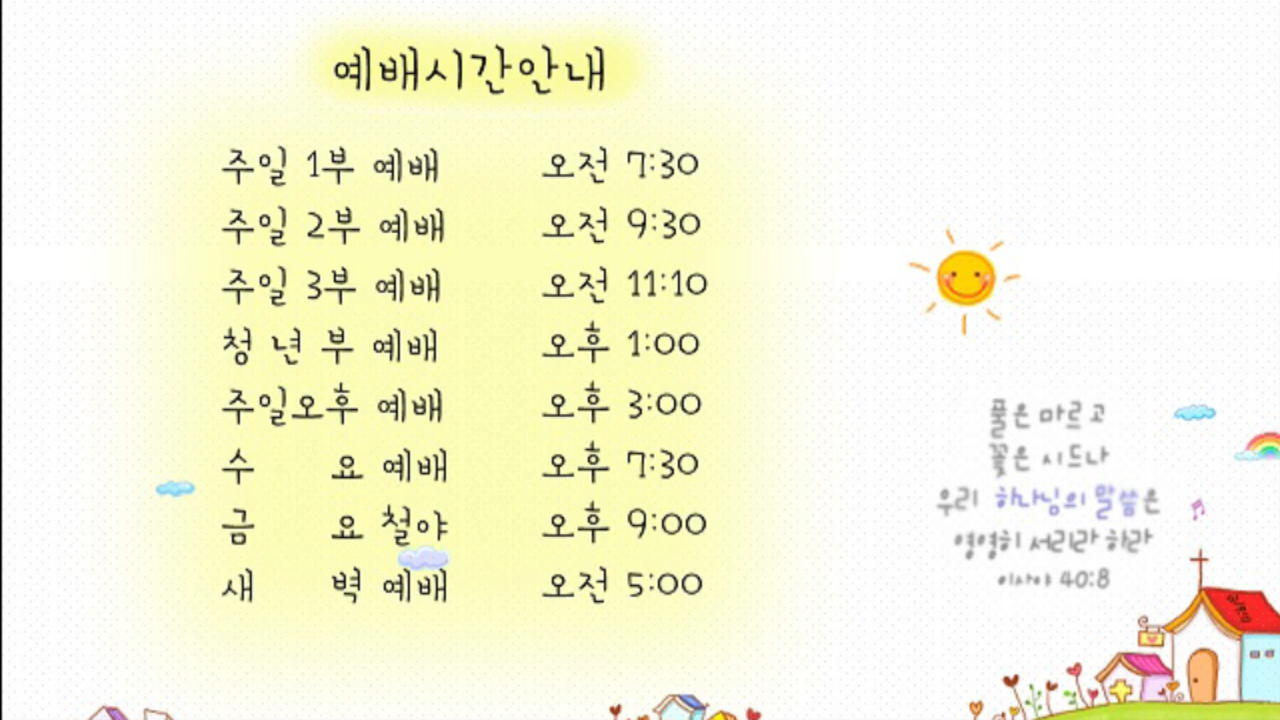 예배시간안내
주일 1부 예배 오전 7:30
주일 2부 예배 오전 9:30
주일 3부 예배 오전 11:10
청 년 부 예배 오후 1:00
주일오후 예배 오후 3:00
수 요 예배 오후 7:30
금 요 철야 오후 9:00
새 벽 예배 오전 5:00
풀은 마르고
꽃은 시드나
우리 하나님의 말씀은
영영히 서리라 하라
이사야 40:8